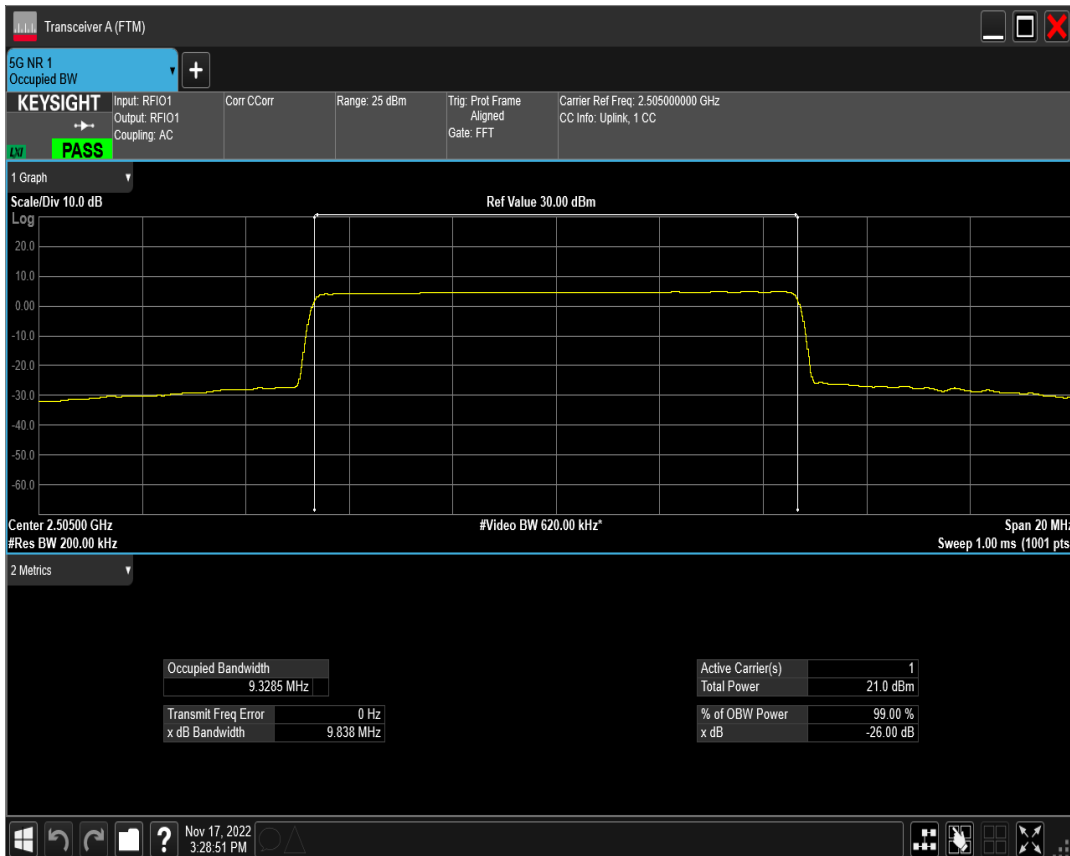 Transceiver A (FTM)
5G NR 1
Occupied BW
+
KEYSIGHT
LXI
PASS
Input: RFIO1
Output: RFIO1
Coupling: AC
Corr CCorr
Range: 25 dBm
Trig: Prot Frame
Aligned
Gate: FFT
Carrier Ref Freq: 2.505000000 GHz
CC Info: Uplink, 1 CC
1 Graph
Scale/Div 10.0 dB
Ref Value 30.00 dBm
Log
20.0
10.0
0.00
-10.0
-20.0
-30.0
-40.0
-50.0
-60.0
Center 2.50500 GHz
#Video BW 620.00 kHz*
Span 20 MHz
#Res BW 200.00 kHz
Sweep 1.00 ms (1001 pts
2 Metrics
Occupied Bandwidth
9.3285 MHz
Transmit Freq Error 0 Hz
x dB Bandwidth 9.838 MHz
Active Carrier(s) 1
Total Power 21.0 dBm
% of OBW Power 99.00 %
x dB -26.00 dB
?
Nov 17, 2022
3:28:51 PM